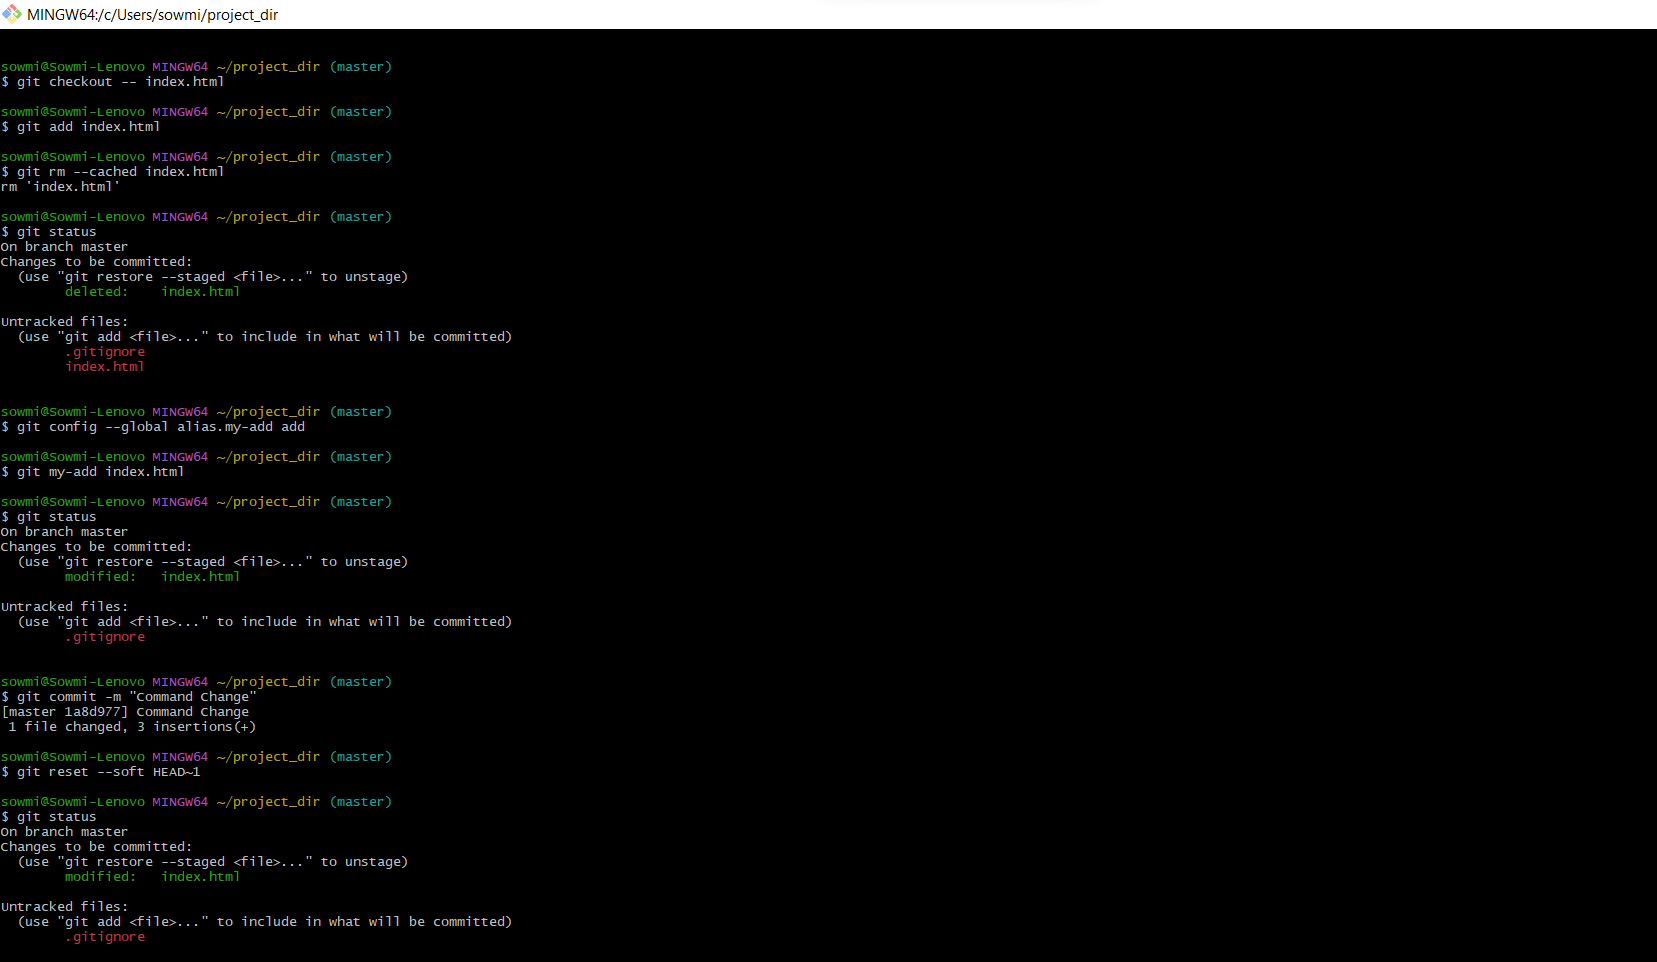 MINGW64:/c/Users/sowmi/project_dir
sowmi@Sowmi-Lenovo MINGW64 ~/project_dir (master)
$ git checkout -- index.html
sowmi@Sowmi-Lenovo MINGW64 ~/project_dir (master)
$ git add index.html
sowmi@Sowmi-Lenovo MINGW64 ~/project_dir (master)
$ git rm --cached index.html
rm 'index.html'
sowmi@Sowmi-Lenovo MINGW64 ~/project_dir (master)
$ git status
On branch master
Changes to be committed:
  (use "git restore --staged <file>..." to unstage)
        deleted:    index.html
Untracked files:
  (use "git add <file>..." to include in what will be committed)
        .gitignore
        index.html
sowmi@Sowmi-Lenovo MINGW64 ~/project_dir (master)
$ git config --global alias.my-add add
sowmi@Sowmi-Lenovo MINGW64 ~/project_dir (master)
$ git my-add index.html
sowmi@Sowmi-Lenovo MINGW64 ~/project_dir (master)
$ git status
On branch master
Changes to be committed:
  (use "git restore --staged <file>..." to unstage)
        modified:   index.html
Untracked files:
  (use "git add <file>..." to include in what will be committed)
        .gitignore
sowmi@Sowmi-Lenovo MINGW64 ~/project_dir (master)
$ git commit -m "Command Change"
[master 1a8d977] Command Change
 1 file changed, 3 insertions(+)
sowmi@Sowmi-Lenovo MINGW64 ~/project_dir (master)
$ git reset --soft HEAD~1
sowmi@Sowmi-Lenovo MINGW64 ~/project_dir (master)
$ git status
On branch master
Changes to be committed:
  (use "git restore --staged <file>..." to unstage)
        modified:   index.html
Untracked files:
  (use "git add <file>..." to include in what will be committed)
        .gitignore